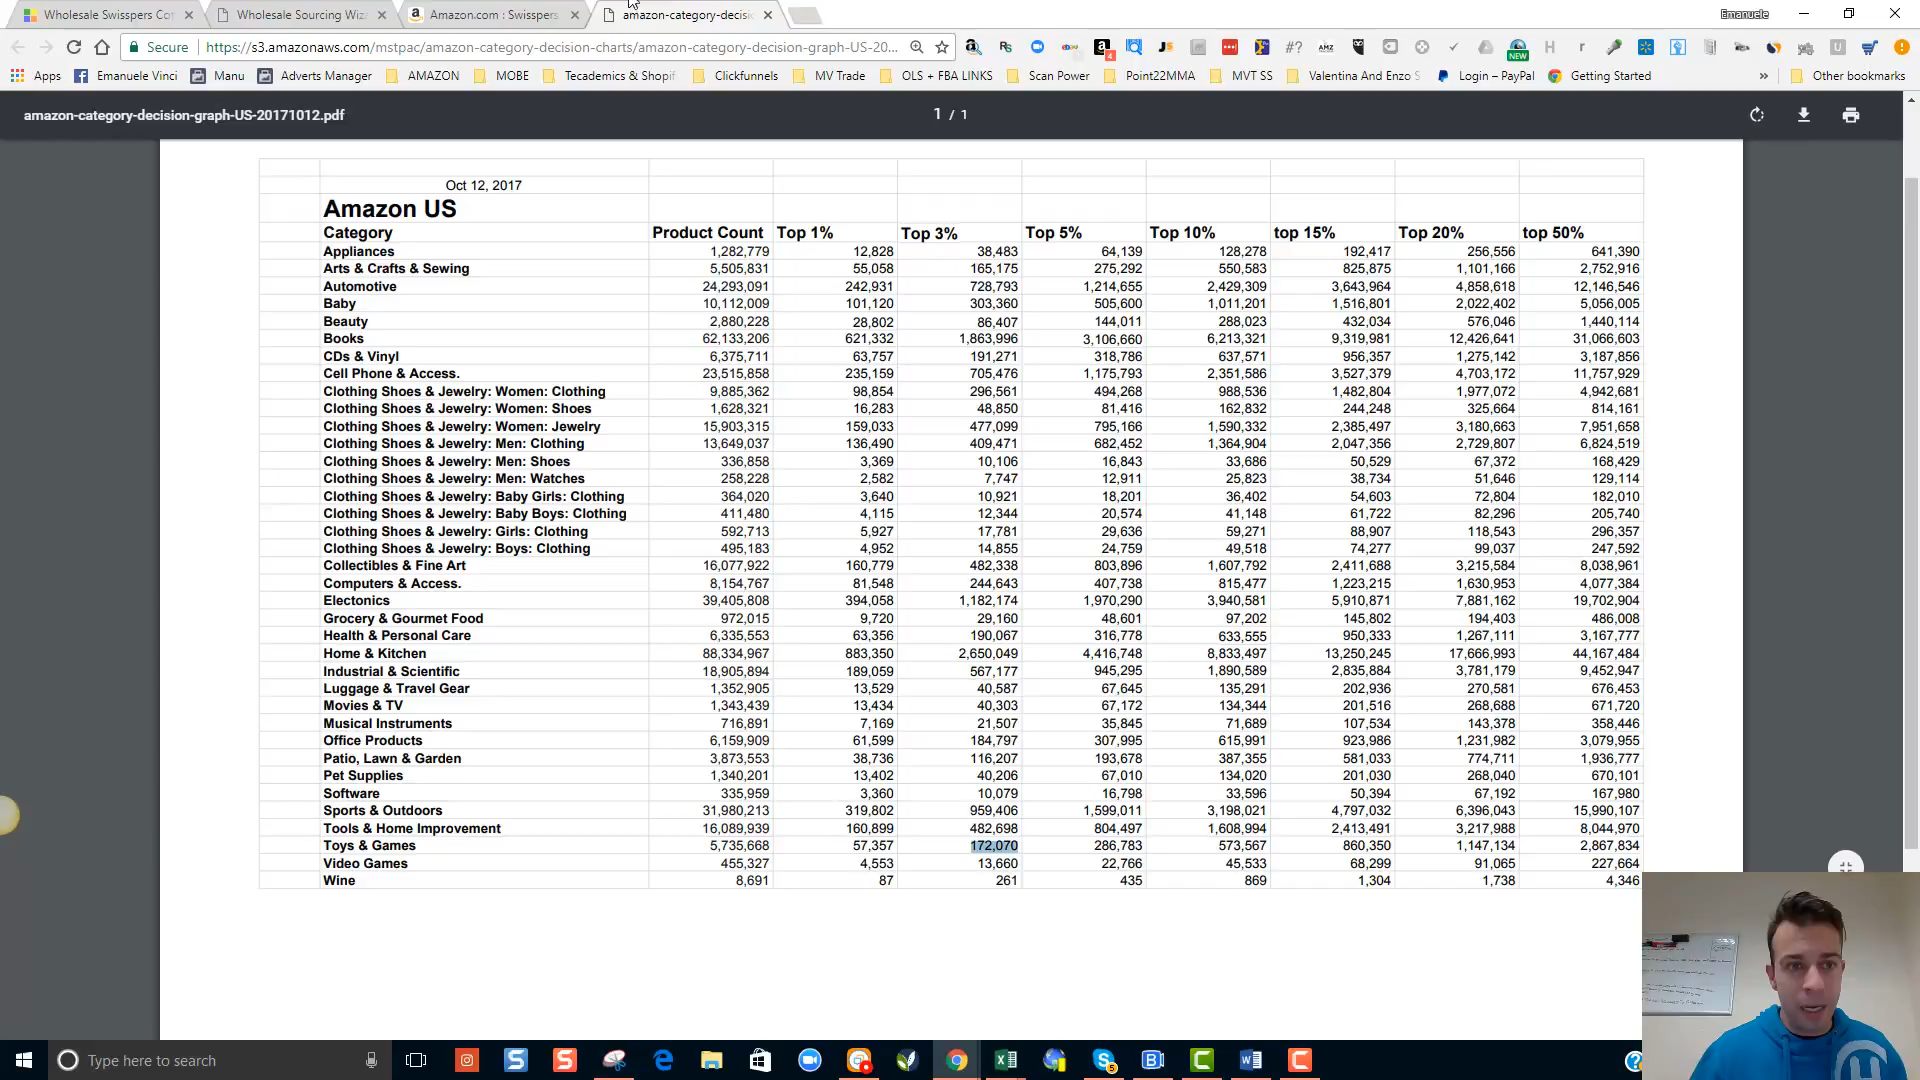 Wholesale Swisspers Cot
Wholesale Sourcing Wiza
Amazon.com : Swisspers
amazon-category-decisio
Emanuele
Secure
https://s3.amazonaws.com/mstpac/amazon-category-decision-charts/amazon-category-decision-graph-US-20...
Apps Emanuele Vinci Manu Adverts Manager AMAZON MOBE Tecademics & Shopif Clickfunnels MV Trade OLS + FBA LINKS Scan Power Point22MMA MVT SS Valentina And Enzo S Login – PayPal Getting Started » Other bookmarks
amazon-category-decision-graph-US-20171012.pdf 1 / 1
Oct 12, 2017
Amazon US
Category Product Count Top 1% Top 3% Top 5% Top 10% top 15% Top 20% top 50%
Appliances 1,282,779 12,828 38,483 64,139 128,278 192,417 256,556 641,390
Arts & Crafts & Sewing 5,505,831 55,058 165,175 275,292 550,583 825,875 1,101,166 2,752,916
Automotive 24,293,091 242,931 728,793 1,214,655 2,429,309 3,643,964 4,858,618 12,146,546
Baby 10,112,009 101,120 303,360 505,600 1,011,201 1,516,801 2,022,402 5,056,005
Beauty 2,880,228 28,802 86,407 144,011 288,023 432,034 576,046 1,440,114
Books 62,133,206 621,332 1,863,996 3,106,660 6,213,321 9,319,981 12,426,641 31,066,603
CDs & Vinyl 6,375,711 63,757 191,271 318,786 637,571 956,357 1,275,142 3,187,856
Cell Phone & Access. 23,515,858 235,159 705,476 1,175,793 2,351,586 3,527,379 4,703,172 11,757,929
Clothing Shoes & Jewelry: Women: Clothing 9,885,362 98,854 296,561 494,268 988,536 1,482,804 1,977,072 4,942,681
Clothing Shoes & Jewelry: Women: Shoes 1,628,321 16,283 48,850 81,416 162,832 244,248 325,664 814,161
Clothing Shoes & Jewelry: Women: Jewelry 15,903,315 159,033 477,099 795,166 1,590,332 2,385,497 3,180,663 7,951,658
Clothing Shoes & Jewelry: Men: Clothing 13,649,037 136,490 409,471 682,452 1,364,904 2,047,356 2,729,807 6,824,519
Clothing Shoes & Jewelry: Men: Shoes 336,858 3,369 10,106 16,843 33,686 50,529 67,372 168,429
Clothing Shoes & Jewelry: Men: Watches 258,228 2,582 7,747 12,911 25,823 38,734 51,646 129,114
Clothing Shoes & Jewelry: Baby Girls: Clothing 364,020 3,640 10,921 18,201 36,402 54,603 72,804 182,010
Clothing Shoes & Jewelry: Baby Boys: Clothing 411,480 4,115 12,344 20,574 41,148 61,722 82,296 205,740
Clothing Shoes & Jewelry: Girls: Clothing 592,713 5,927 17,781 29,636 59,271 88,907 118,543 296,357
Clothing Shoes & Jewelry: Boys: Clothing 495,183 4,952 14,855 24,759 49,518 74,277 99,037 247,592
Collectibles & Fine Art 16,077,922 160,779 482,338 803,896 1,607,792 2,411,688 3,215,584 8,038,961
Computers & Access. 8,154,767 81,548 244,643 407,738 815,477 1,223,215 1,630,953 4,077,384
Electonics 39,405,808 394,058 1,182,174 1,970,290 3,940,581 5,910,871 7,881,162 19,702,904
Grocery & Gourmet Food 972,015 9,720 29,160 48,601 97,202 145,802 194,403 486,008
Health & Personal Care 6,335,553 63,356 190,067 316,778 633,555 950,333 1,267,111 3,167,777
Home & Kitchen 88,334,967 883,350 2,650,049 4,416,748 8,833,497 13,250,245 17,666,993 44,167,484
Industrial & Scientific 18,905,894 189,059 567,177 945,295 1,890,589 2,835,884 3,781,179 9,452,947
Luggage & Travel Gear 1,352,905 13,529 40,587 67,645 135,291 202,936 270,581 676,453
Movies & TV 1,343,439 13,434 40,303 67,172 134,344 201,516 268,688 671,720
Musical Instruments 716,891 7,169 21,507 35,845 71,689 107,534 143,378 358,446
Office Products 6,159,909 61,599 184,797 307,995 615,991 923,986 1,231,982 3,079,955
Patio, Lawn & Garden 3,873,553 38,736 116,207 193,678 387,355 581,033 774,711 1,936,777
Pet Supplies 1,340,201 13,402 40,206 67,010 134,020 201,030 268,040 670,101
Software 335,959 3,360 10,079 16,798 33,596 50,394 67,192 167,980
Sports & Outdoors 31,980,213 319,802 959,406 1,599,011 3,198,021 4,797,032 6,396,043 15,990,107
Tools & Home Improvement 16,089,939 160,899 482,698 804,497 1,608,994 2,413,491 3,217,988 8,044,970
Toys & Games 5,735,668 57,357 172,070 286,783 573,567 860,350 1,147,134 2,867,834
Video Games 455,327 4,553 13,660 22,766 45,533 68,299 91,065 227,664
Wine 8,691 87 261 435 869 1,304 1,738 4,346
Type here to search